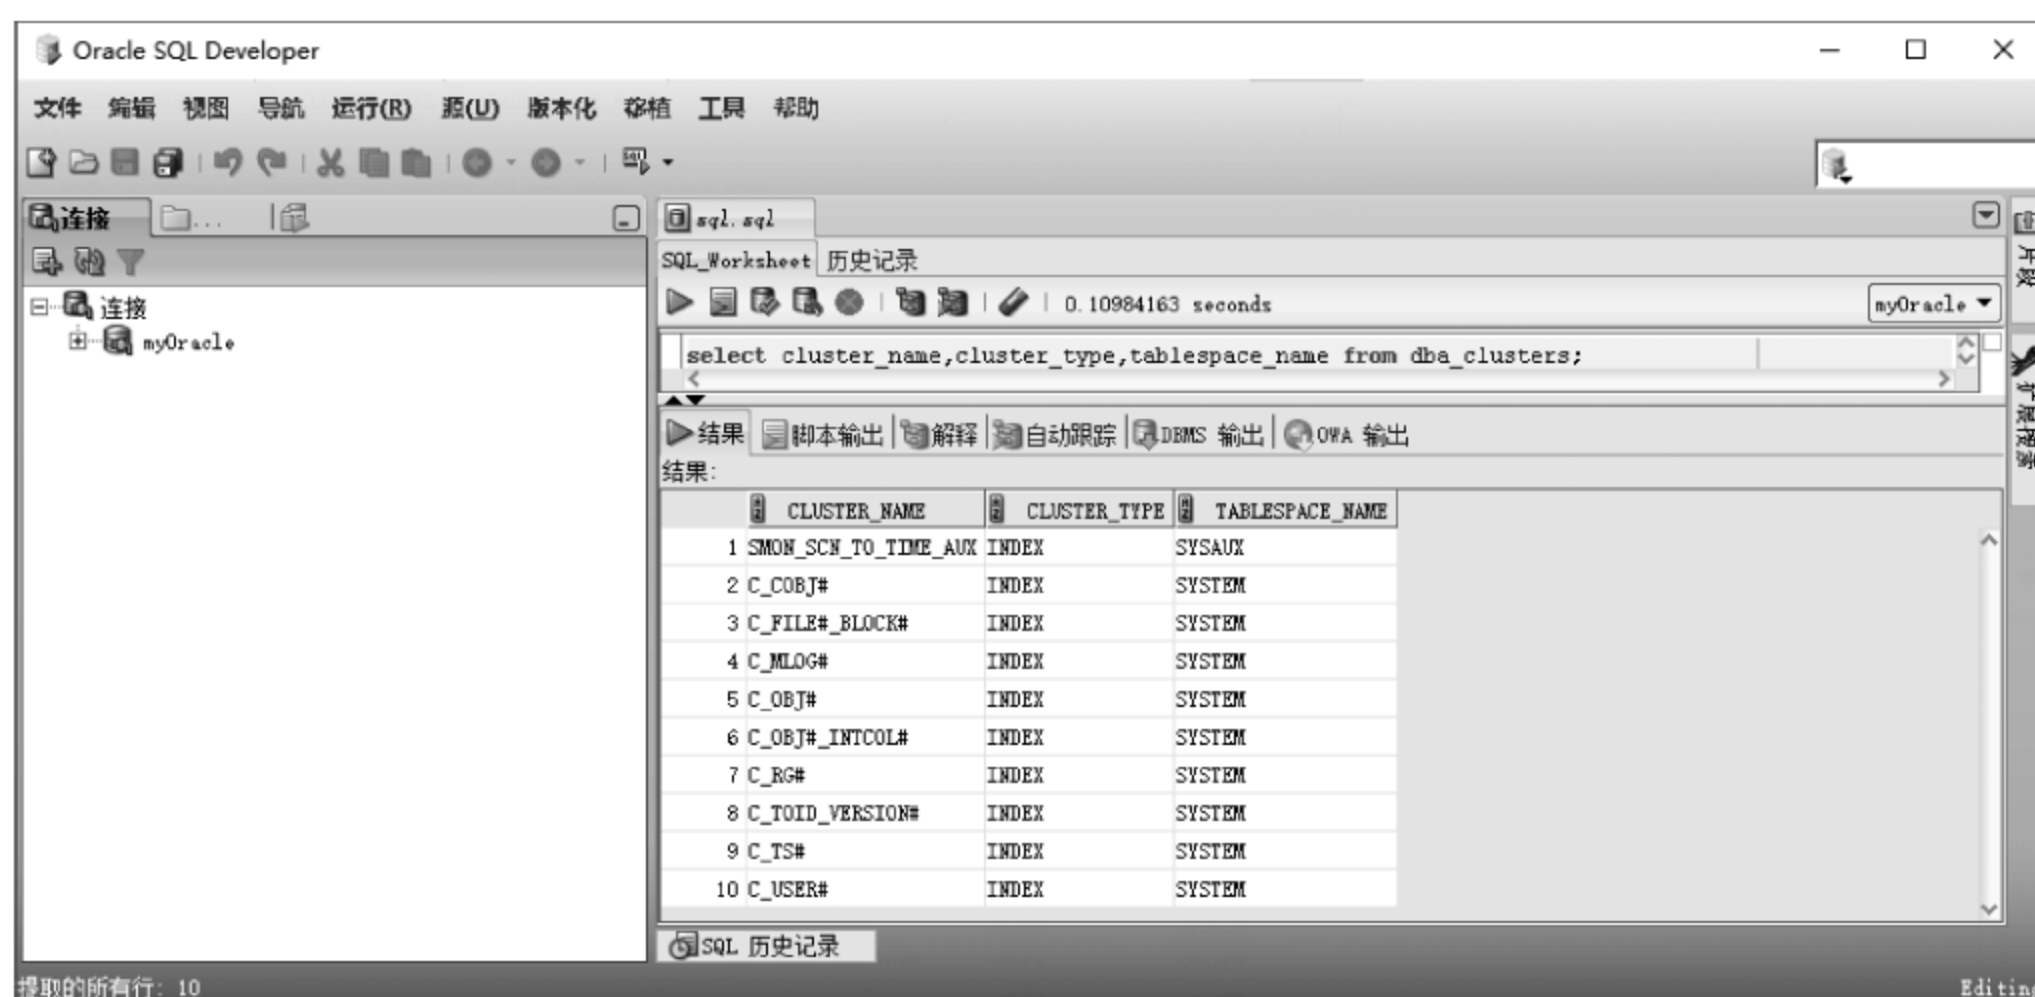 Oracle SQL Developer
文件 编辑 视图 导航 运行(R) 源(U) 版本化 移植 工具 帮助
连接 ...
sql.sql
SQL_Worksheet 历史记录
0.10984163 seconds myOracle
连接
myOracle
select cluster_name,cluster_type,tablespace_name from dba_clusters;
结果 脚本输出 解释 自动跟踪 DBMS 输出 OWA 输出
结果:
CLUSTER_NAME CLUSTER_TYPE TABLESPACE_NAME
1 SMON_SCN_TO_TIME_AUX INDEX SYSAUX
2 C_COBJ# INDEX SYSTEM
3 C_FILE#_BLOCK# INDEX SYSTEM
4 C_MLOG# INDEX SYSTEM
5 C_OBJ# INDEX SYSTEM
6 C_OBJ#_INTCOL# INDEX SYSTEM
7 C_RG# INDEX SYSTEM
8 C_TOID_VERSION# INDEX SYSTEM
9 C_TS# INDEX SYSTEM
10 C_USER# INDEX SYSTEM
SQL 历史记录
提取的所有行: 10
Editing